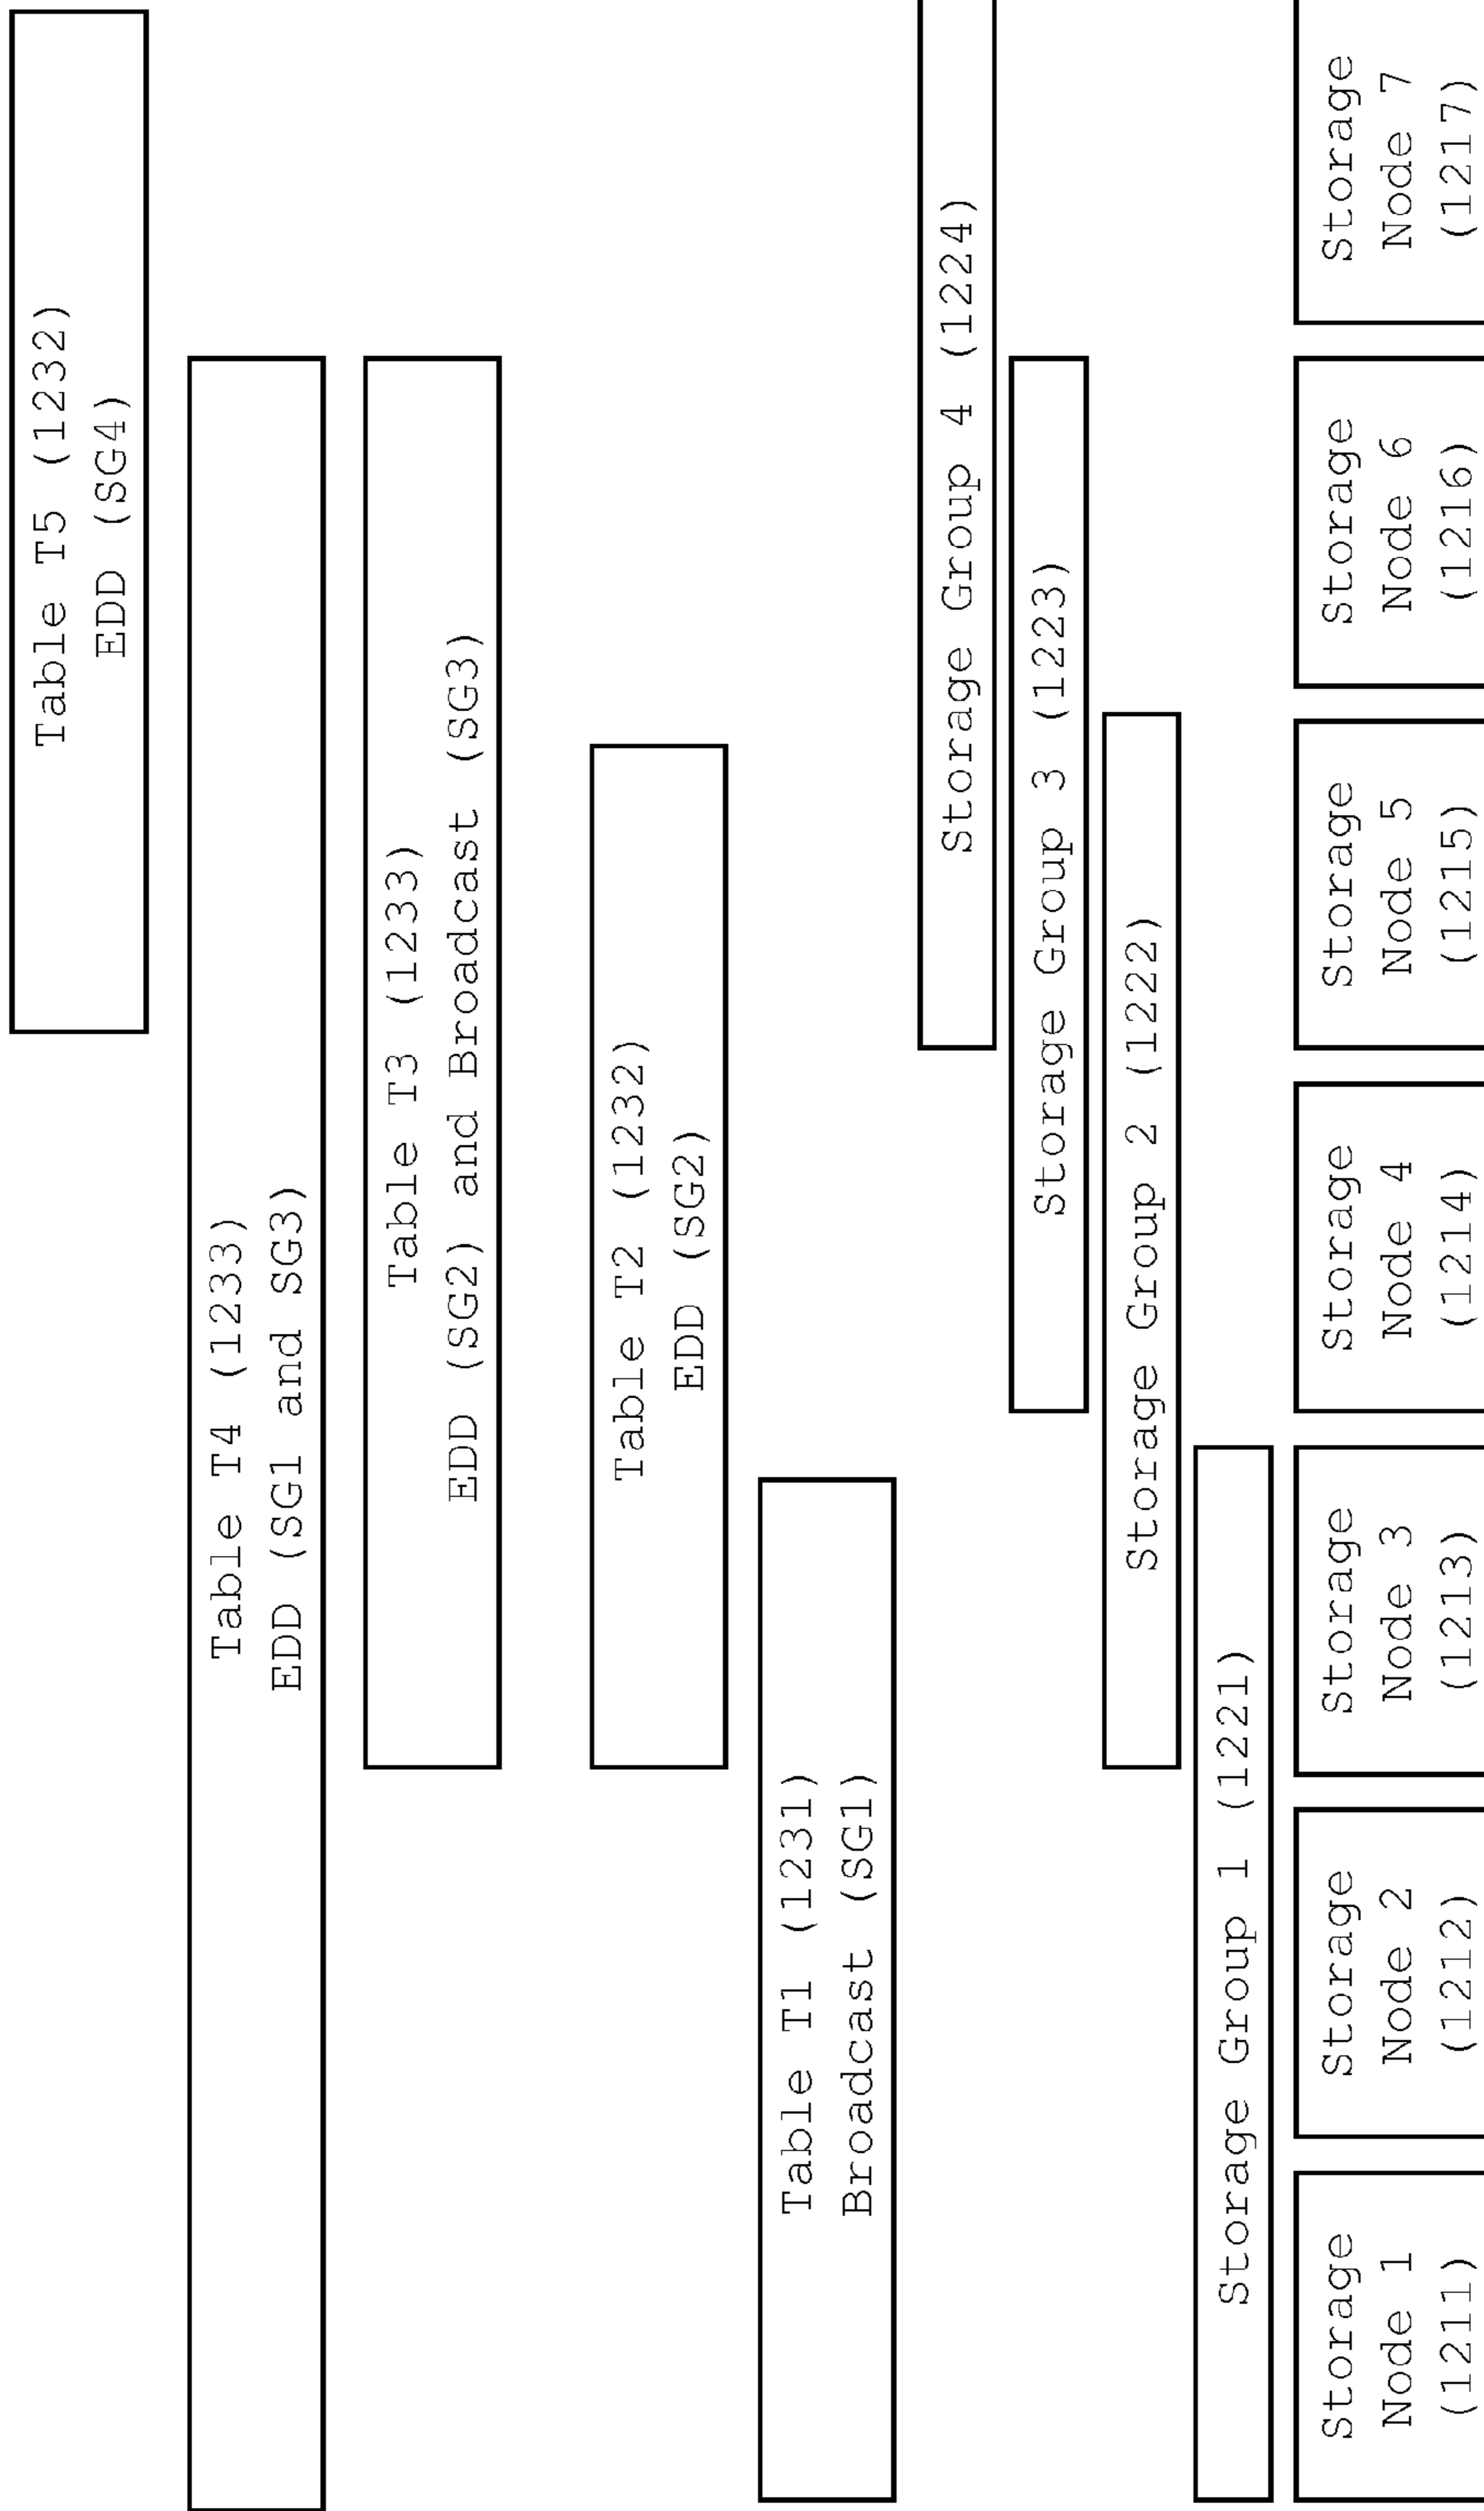 Table T5 (1232)
EDD (SG4)
Table T4 (1233)
EDD (SG1 and SG3)
Table T3 (1233)
EDD (SG2) and Broadcast (SG3)
Table T2 (1232)
EDD (SG2)
Table T1 (1231)
Broadcast (SG1)
Storage Group 4 (1224)
Storage Group 3 (1223)
Storage Group 2 (1222)
Storage Group 1 (1221)
Storage
Node 1
(1211)
Storage
Node 2
(1212)
Storage
Node 3
(1213)
Storage
Node 4
(1214)
Storage
Node 5
(1215)
Storage
Node 6
(1216)
Storage
Node 7
(1217)